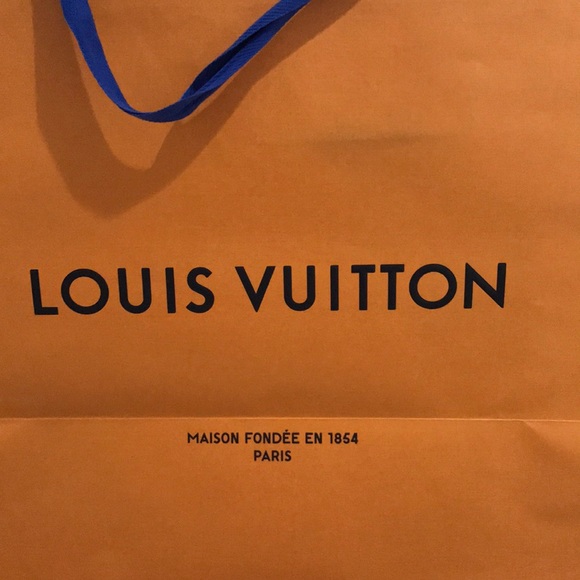 LOUIS VUITTON
MAISON FONDÉE EN 1854
PARIS